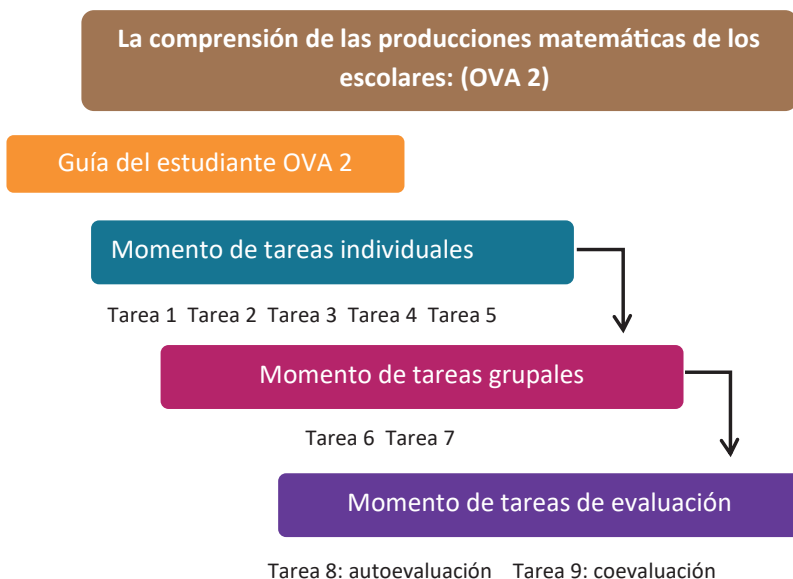 La comprensión de las producciones matemáticas de los
escolares: (OVA 2)
Guía del estudiante OVA 2
Momento de tareas individuales
Tarea 1 Tarea 2 Tarea 3 Tarea 4 Tarea 5
Momento de tareas grupales
Tarea 6 Tarea 7
Momento de tareas de evaluación
Tarea 8: autoevaluación Tarea 9: coevaluación